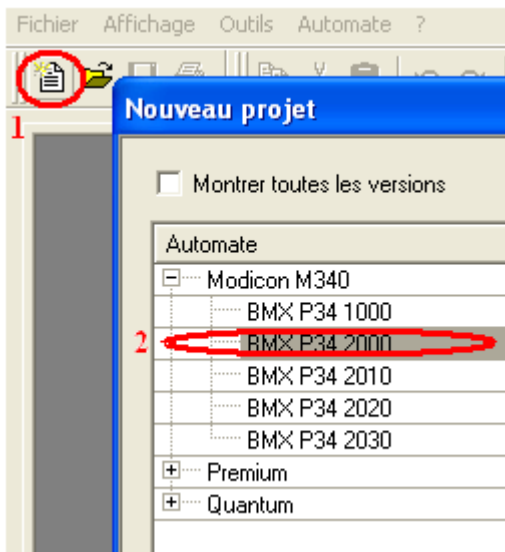 Fichier Affichage Outils Automate ?
1
Nouveau projet
Montrer toutes les versions
Automate
Modicon M340
BMX P34 1000
2 BMX P34 2000
BMX P34 2010
BMX P34 2020
BMX P34 2030
Premium
Quantum